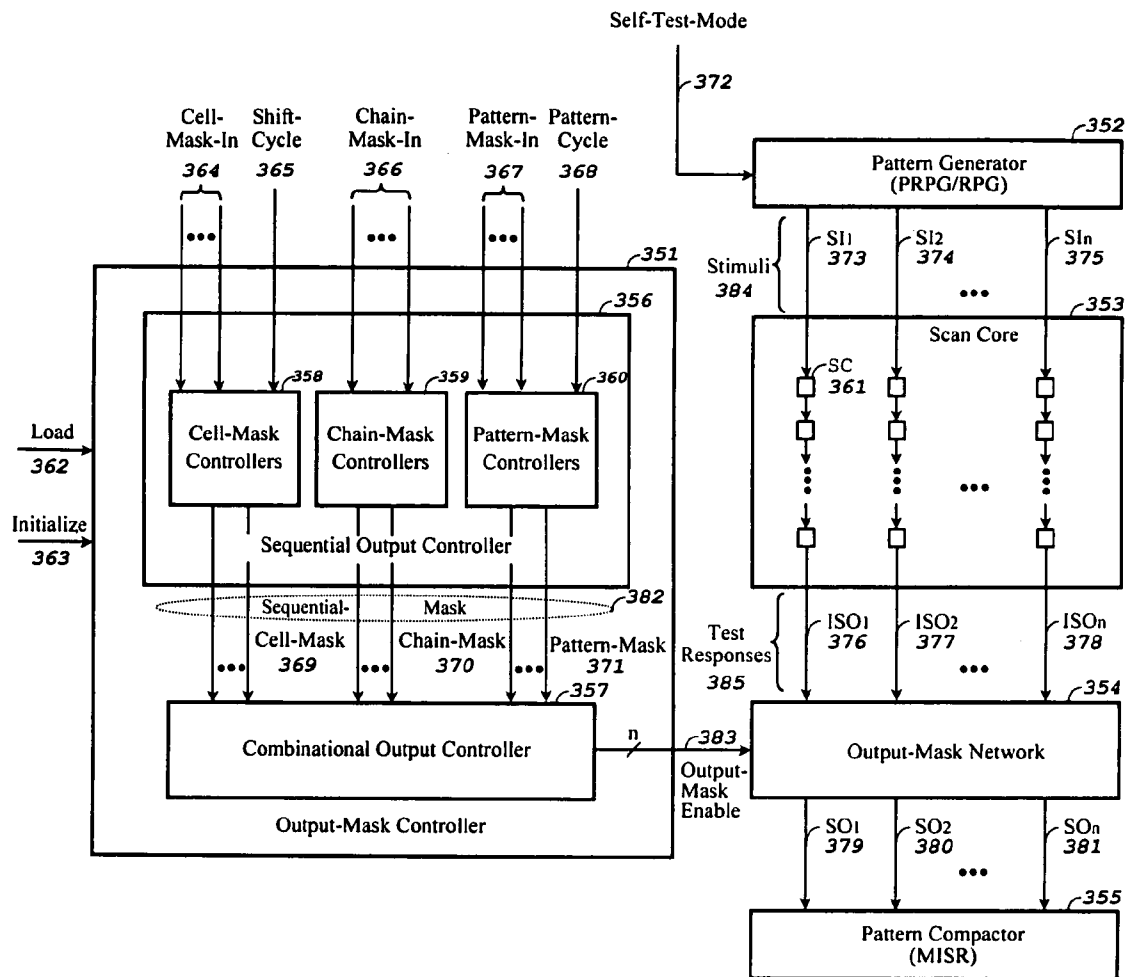 Self-Test-Mode
372
Cell-
Mask-In
364
Shift-
Cycle
365
Chain-
Mask-In
366
Pattern-
Mask-In
367
Pattern-
Cycle
368
352
Pattern Generator
(PRPG/RPG)
351
Stimuli
384
SI1
373
SI2
374
SIn
375
356
353
Scan Core
SC
361
358
Cell-Mask
Controllers
359
Chain-Mask
Controllers
360
Pattern-Mask
Controllers
Load
362
Initialize
363
Sequential Output Controller
Sequential- Mask
382
Cell-Mask
369
Chain-Mask
370
Pattern-Mask
371
Test
Responses
385
ISO1
376
ISO2
377
ISOn
378
357
Combinational Output Controller
n
383
Output-
Mask
Enable
354
Output-Mask Network
Output-Mask Controller
SO1
379
SO2
380
SOn
381
355
Pattern Compactor
(MISR)